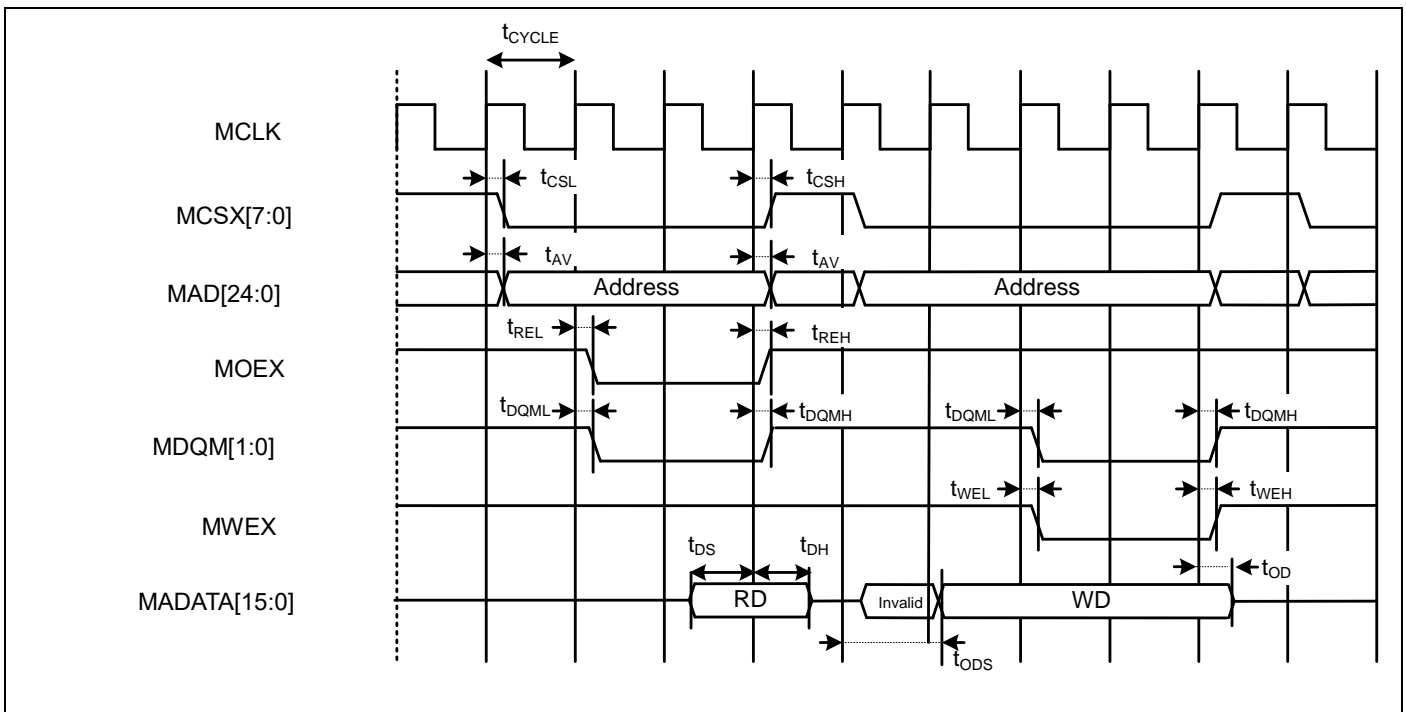 tCYCLE
MCLK
tCSL tCSH
MCSX[7:0]
tAV tAV
MAD[24:0] Address Address
tREL tREH
MOEX
tDQML tDQMH tDQML tDQMH
MDQM[1:0]
tWEL tWEH
MWEX
tDS tDH tOD
MADATA[15:0] RD Invalid WD
tODS